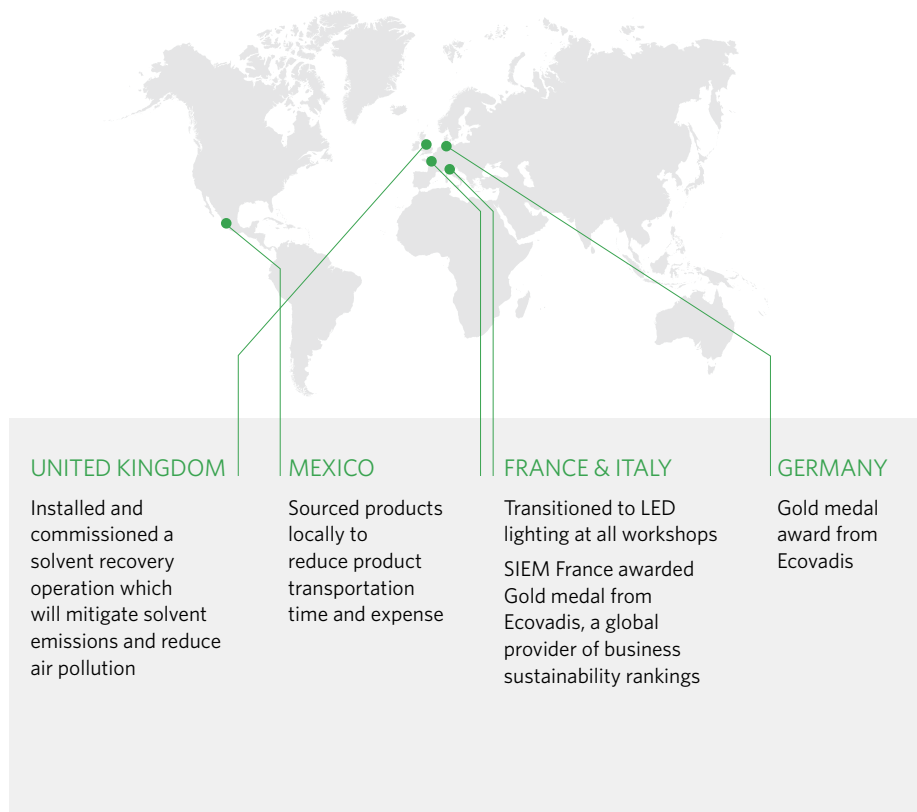 UNITED KINGDOM
Installed and
commissioned a
solvent recovery
operation which
will mitigate solvent
emissions and reduce
air pollution
MEXICO
Sourced products
locally to
reduce product
transportation
time and expense
FRANCE & ITALY
Transitioned to LED
lighting at all workshops
SIEM France awarded
Gold medal from
Ecovadis, a global
provider of business
sustainability rankings
GERMANY
Gold medal
award from
Ecovadis